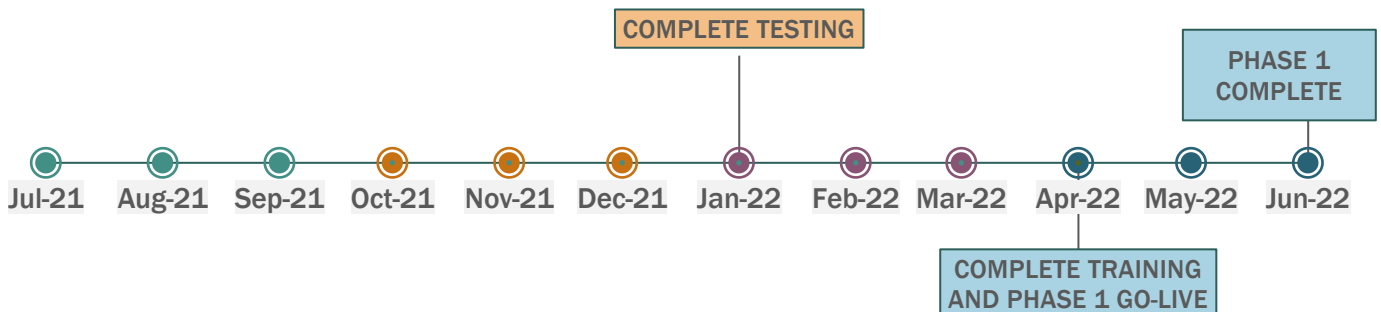 COMPLETE TESTING
PHASE 1
COMPLETE
Jul-21 Aug-21 Sep-21 Oct-21 Nov-21 Dec-21 Jan-22 Feb-22 Mar-22 Apr-22 May-22 Jun-22
COMPLETE TRAINING
AND PHASE 1 GO-LIVE